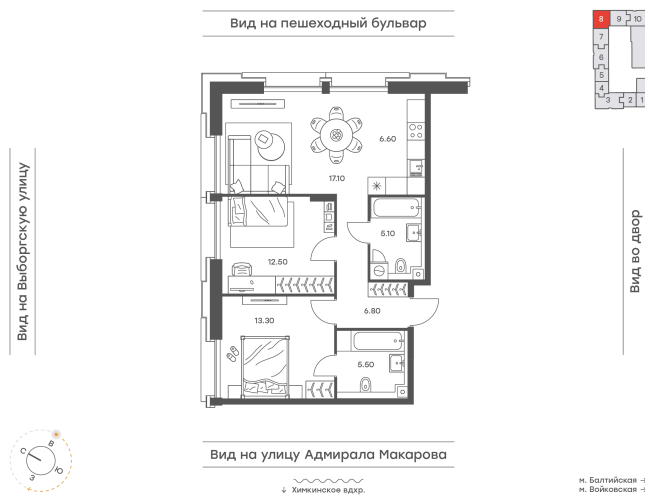 Вид на пешеходный бульвар
8 9 10
7
6
5
4
3 2 1
Вид на Выборгскую улицу
6.60
17.10
5.10
12.50
Вид во двор
6.80
13.30
5.50
С В
З Ю
Вид на улицу Адмирала Макарова
↓ Химкинское вдхр.
м. Балтийская
м. Войковская